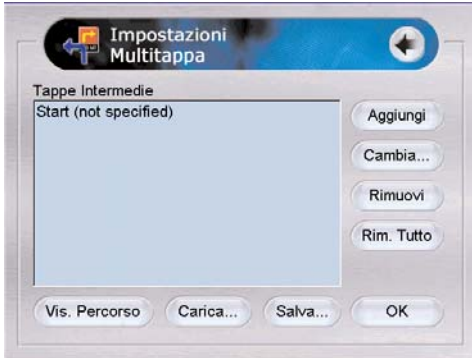 Impostazioni
Multitappa
Tappe Intermedie
Start (not specified)
Aggiungi
Cambia...
Rimuovi
Rim. Tutto
Vis. Percorso
Carica...
Salva...
OK